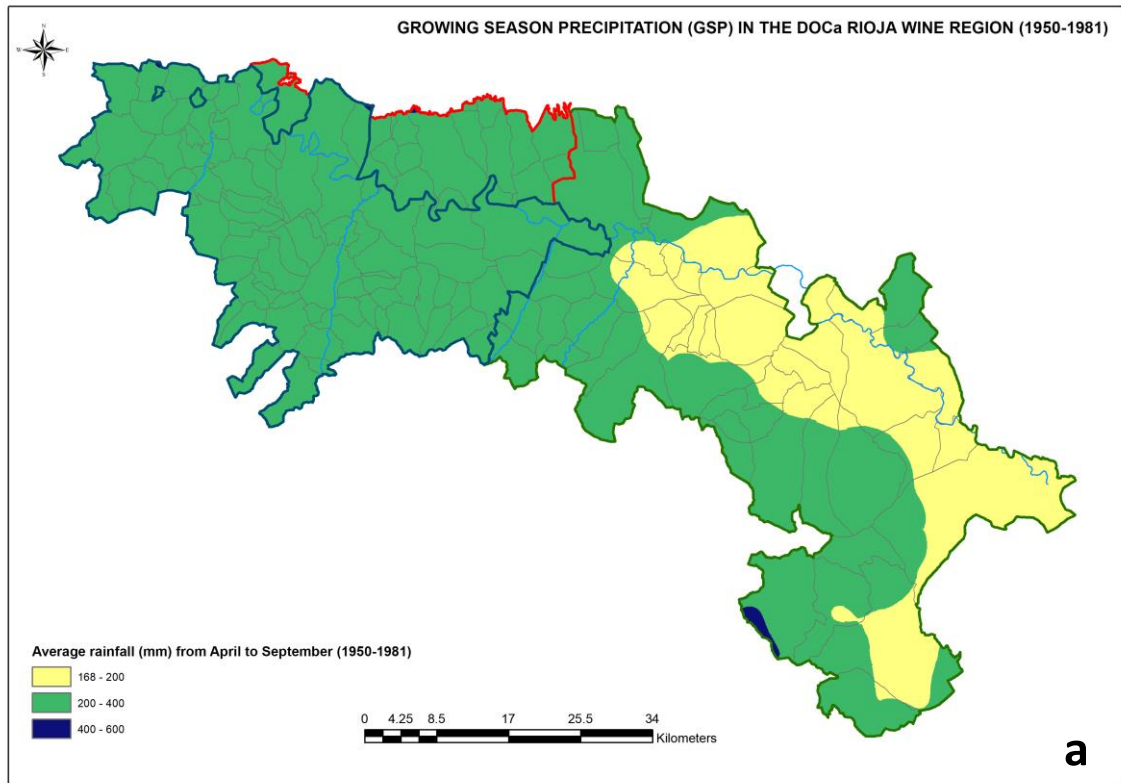 GROWING SEASON PRECIPITATION (GSP) IN THE DOCa RIOJA WINE REGION (1950-1981)
N
W E
S
Average rainfall (mm) from April to September (1950-1981)
168 - 200
200 - 400
400 - 600
0 4.25 8.5 17 25.5 34
Kilometers
a